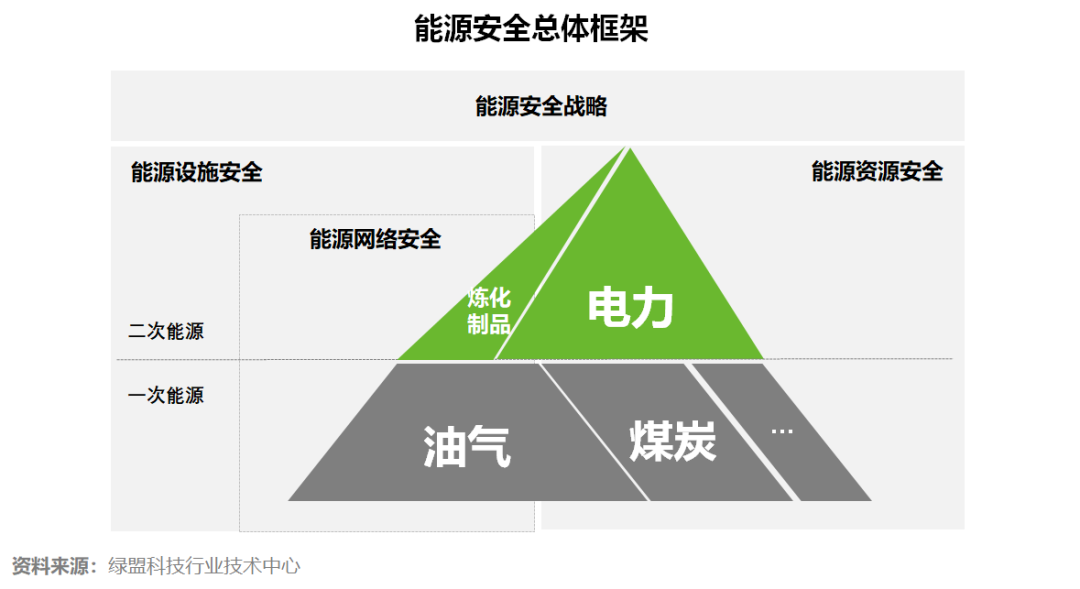 能源安全总体框架
能源安全战略
能源设施安全
能源资源安全
能源网络安全
炼化
制品
电力
二次能源
一次能源
油气
煤炭
...
资料来源：绿盟科技行业技术中心